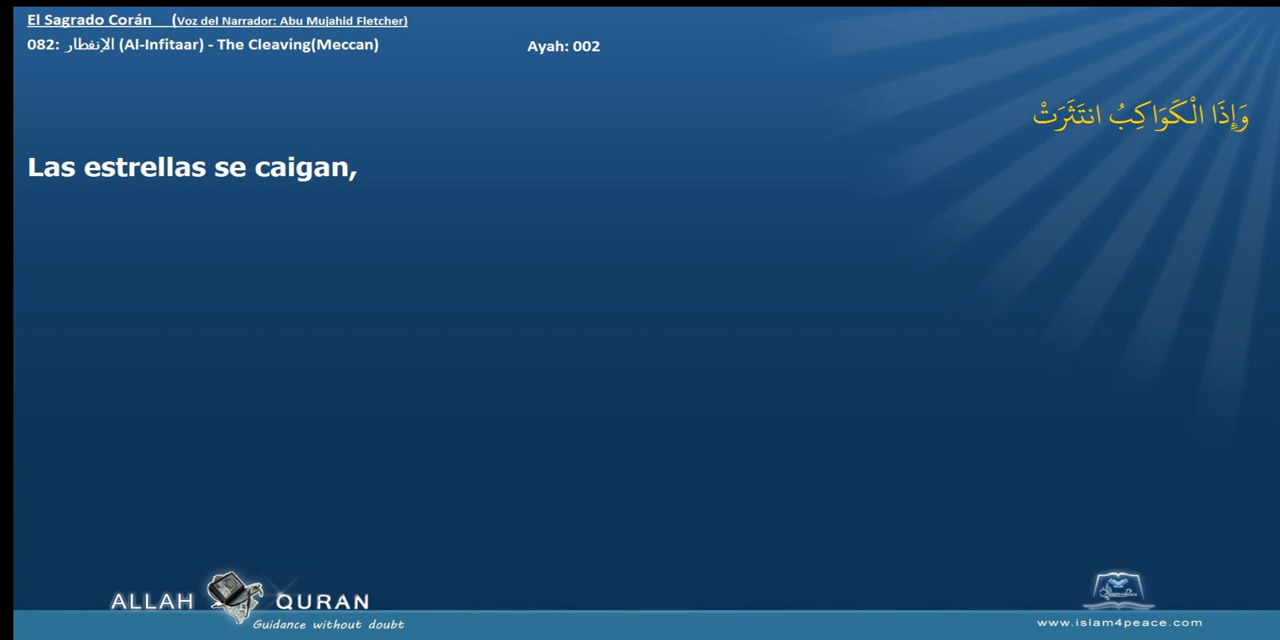 El Sagrado Corán (Voz del Narrador: Abu Mujahid Fletcher)
082: الإنفطار (Al-Infitaar) - The Cleaving(Meccan) Ayah: 002
وَإِذَا الْكَوَاكِبُ انتَثَرَتْ
Las estrellas se caigan,
ALLAH QURAN
Guidance without doubt
www.islam4peace.com